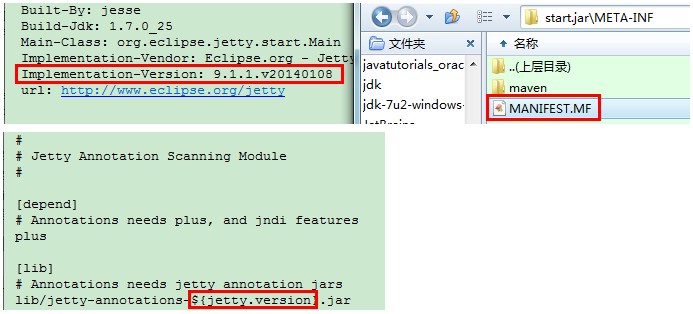 Built-By: jesse
Build-Jdk: 1.7.0_25
Main-Class: org.eclipse.jetty.start.Main
Implementation-Vendor: Eclipse.org - Jetty
Implementation-Version: 9.1.1.v20140108
url: http://www.eclipse.org/jetty
start.jar\META-INF
文件夹
javatutorials_orac
jdk
jdk-7u2-windows-
名称
..(上层目录)
maven
MANIFEST.MF
#
# Jetty Annotation Scanning Module
#
[depend]
# Annotations needs plus, and jndi features
plus
[lib]
# Annotations needs jetty annotation jars
lib/jetty-annotations-${jetty.version}.jar